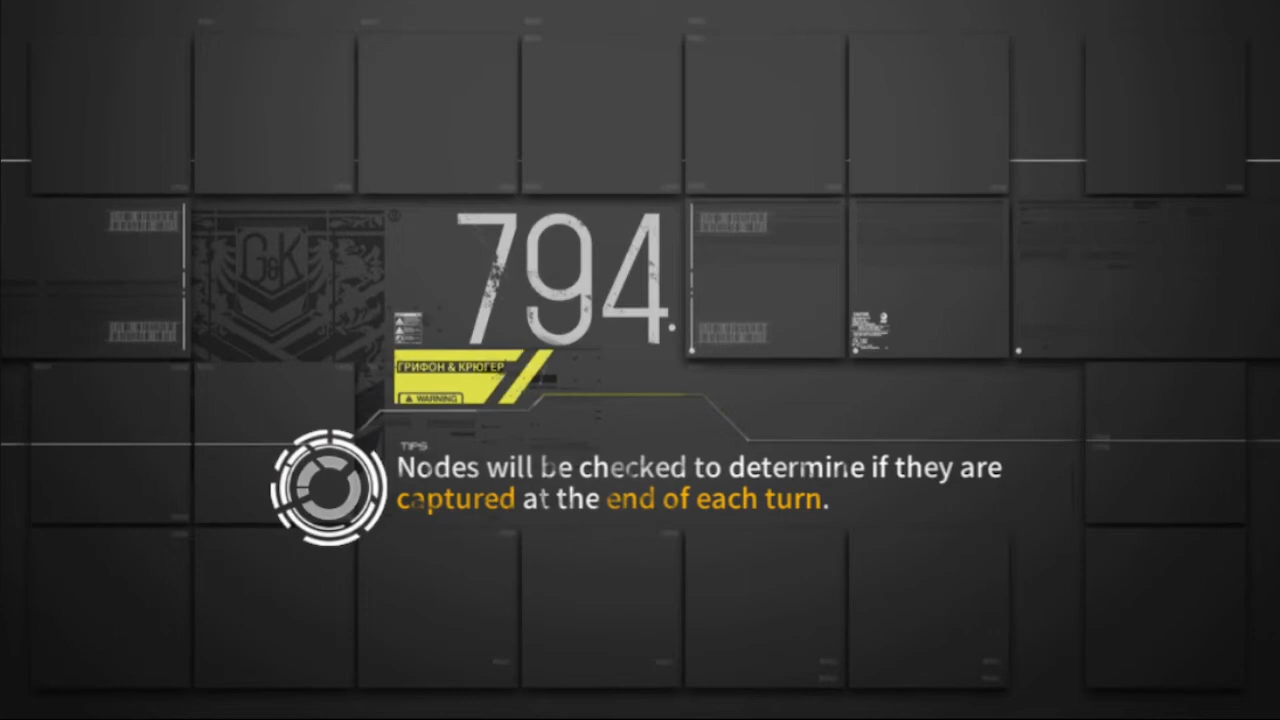 G&K
794.
ГРИФОН & КРЮГЕР
WARNING
TIPS
Nodes will be checked to determine if they are
captured at the end of each turn.